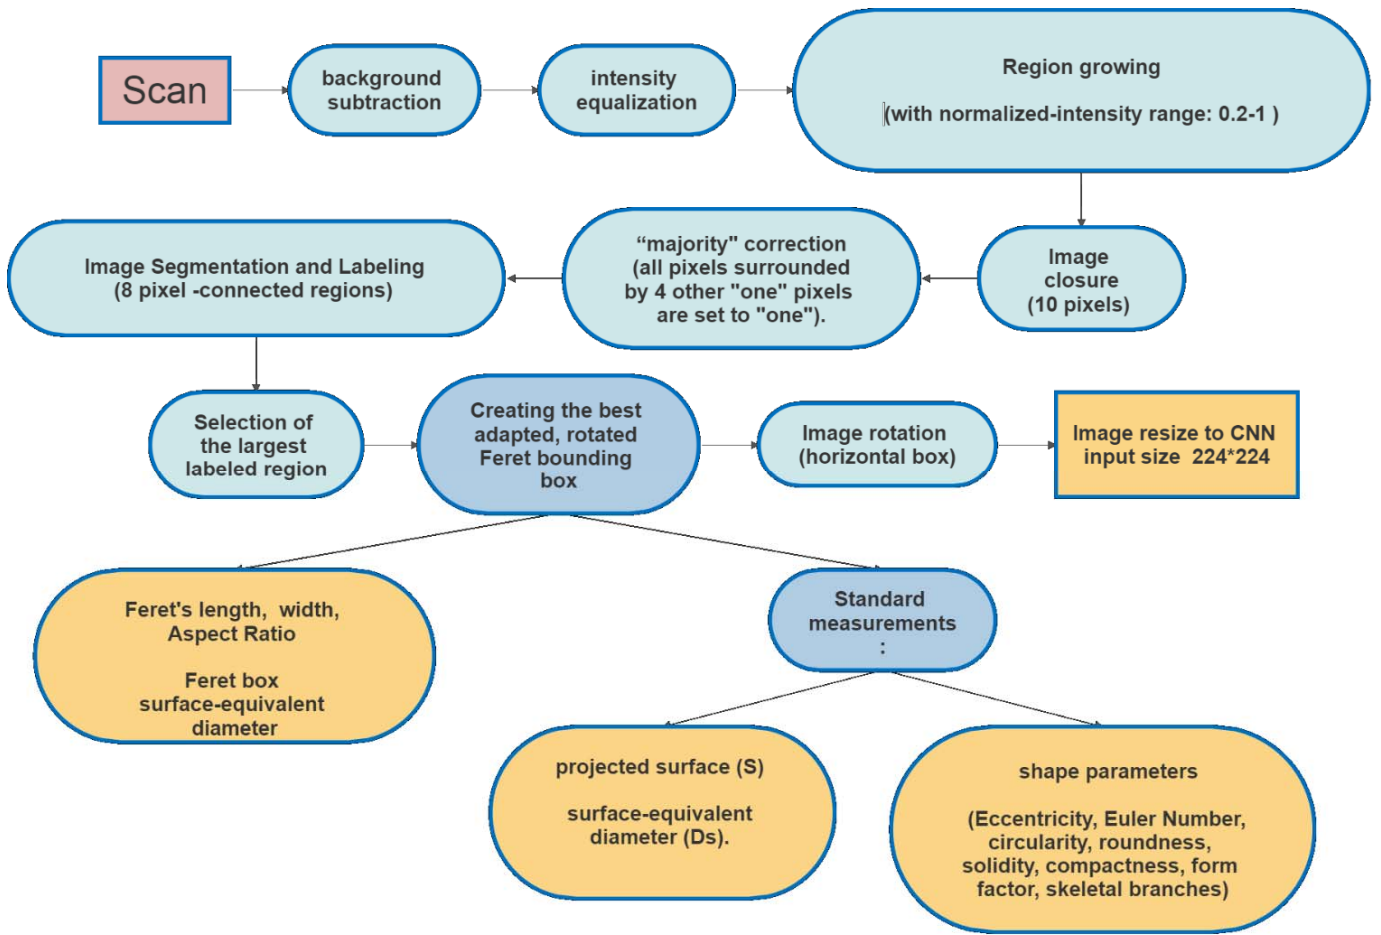 Scan
background
subtraction
intensity
equalization
Region growing
(with normalized-intensity range: 0.2-1 )
Image
closure
(10 pixels)
“majority" correction
(all pixels surrounded
by 4 other "one" pixels
are set to "one").
Image Segmentation and Labeling
(8 pixel -connected regions)
Selection of
the largest
labeled region
Creating the best
adapted, rotated
Feret bounding
box
Image rotation
(horizontal box)
Image resize to CNN
input size 224*224
Feret's length, width,
Aspect Ratio
Feret box
surface-equivalent
diameter
Standard
measurements
:
projected surface (S)
surface-equivalent
diameter (Ds).
shape parameters
(Eccentricity, Euler Number,
circularity, roundness,
solidity, compactness, form
factor, skeletal branches)